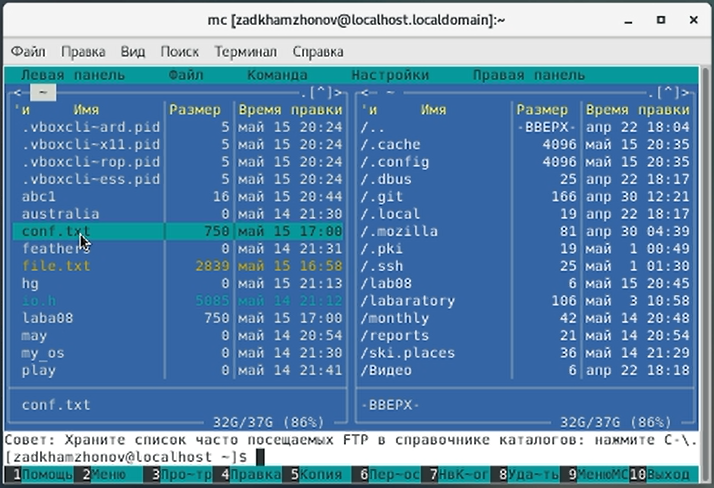 mc [zadkhamzhonov@localhost.localdomain]:~
Файл Правка Вид Поиск Терминал Справка
Левая панель Файл Команда Настройки Правая панель
<- ~ .[^]> <- ~ .[^]>
'и Имя Размер Время правки 'и Имя Размер Время правки
.vboxcli~ard.pid 5 май 15 20:24 /.. -ВВЕРХ- апр 22 18:04
.vboxcli~x11.pid 5 май 15 20:24 /.cache 4096 май 15 20:35
.vboxcli~rop.pid 5 май 15 20:24 /.config 4096 май 15 20:35
.vboxcli~ess.pid 5 май 15 20:24 /.dbus 25 апр 22 18:17
abc1 16 май 15 20:44 /.git 166 апр 30 12:21
australia 0 май 14 21:30 /.local 19 апр 22 18:17
conf.txt 750 май 15 17:00 /.mozilla 81 апр 30 04:39
feathers 0 май 14 21:31 /.pki 19 май 1 00:49
file.txt 2839 май 15 16:58 /.ssh 25 май 1 01:30
hg 0 май 15 21:13 /lab08 6 май 15 20:45
io.h 5085 май 14 21:12 /labaratory 106 май 3 10:58
laba08 750 май 15 17:00 /monthly 42 май 14 20:48
may 0 май 14 20:54 /reports 21 май 14 20:54
my_os 0 май 14 21:30 /ski.places 36 май 14 21:29
play 0 май 14 21:41 /Видео 6 апр 22 18:18
conf.txt -ВВЕРХ-
32G/37G (86%) 32G/37G (86%)
Совет: Храните список часто посещаемых FTP в справочнике каталогов: нажмите C-\.
[zadkhamzhonov@localhost ~]$
1Помощь 2Меню 3Про~тр 4Правка 5Копия 6Пер~ос 7НвК~ог 8Уда~ть 9МенюМС 10Выход